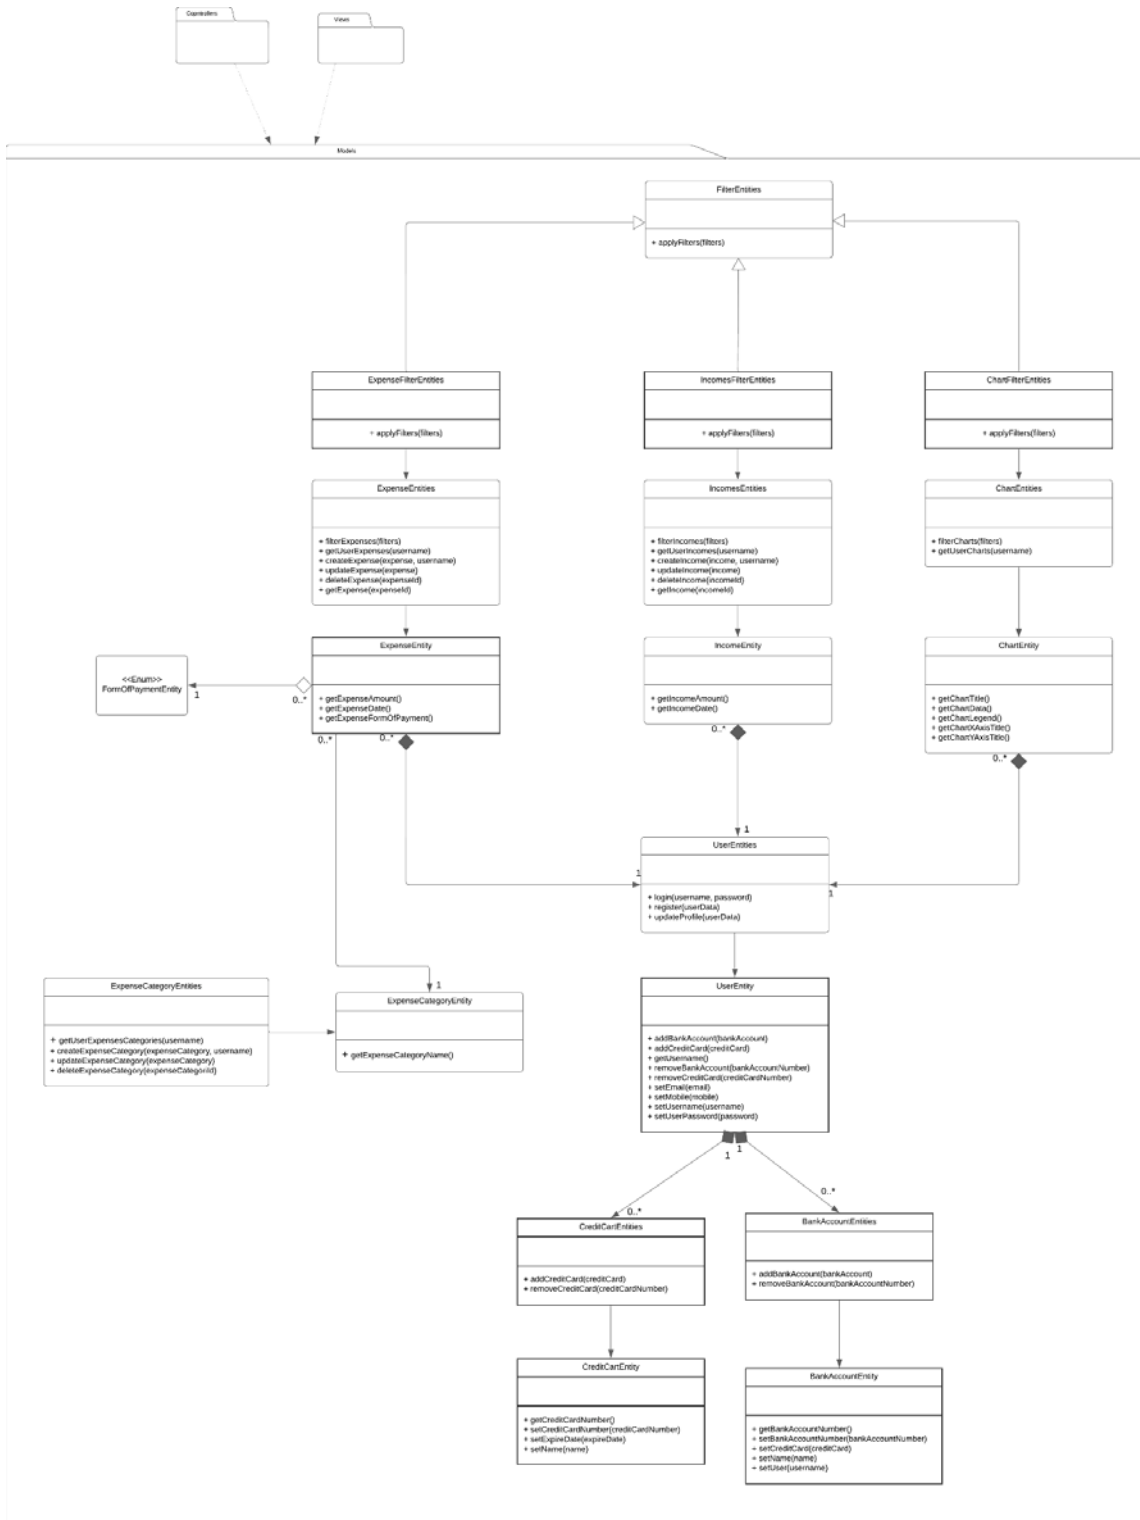 Copntrollers
Views
Models
FilterEntities
+ applyFilters(filters)
ExpenseFilterEntities
+ applyFilters(filters)
IncomesFilterEntities
+ applyFilters(filters)
ChartFilterEntities
+ applyFilters(filters)
ExpenseEntities
+ filterExpenses(filters)
+ getUserExpenses(username)
+ createExpense(expense, username)
+ updateExpense(expense)
+ deleteExpense(expenseId)
+ getExpense(expenseId)
IncomesEntities
+ filterIncomes(filters)
+ getUserIncomes(username)
+ createIncome(income, username)
+ updateIncome(income)
+ deleteIncome(incomeId)
+ getIncome(incomeId)
ChartEntities
+ filterCharts(filters)
+ getUserCharts(username)
<<Enum>>
FormOfPaymentEntity
1
0..*
ExpenseEntity
+ getExpenseAmount()
+ getExpenseDate()
+ getExpenseFormOfPayment()
0..*
0..*
IncomeEntity
+ getIncomeAmount()
+ getIncomeDate()
0..*
ChartEntity
+ getChartTitle()
+ getChartData()
+ getChartLegend()
+ getChartXAxisTitle()
+ getChartYAxisTitle()
0..*
1
UserEntities
1
1
+ login(username, password)
+ register(userData)
+ updateProfile(userData)
ExpenseCategoryEntities
+ getUserExpensesCategories(username)
+ createExpenseCategory(expenseCategory, username)
+ updateExpenseCategory(expenseCategory)
+ deleteExpenseCategory(expenseCategoriId)
1
ExpenseCategoryEntity
+ getExpenseCategoryName()
UserEntity
+ addBankAccount(bankAccount)
+ addCreditCard(creditCard)
+ getUsername()
+ removeBankAccount(bankAccountNumber)
+ removeCreditCard(creditCardNumber)
+ setEmail(email)
+ setMobile(mobile)
+ setUsername(username)
+ setUserPassword(password)
1
1
0..*
0..*
CreditCartEntities
+ addCreditCard(creditCard)
+ removeCreditCard(creditCardNumber)
BankAccountEntities
+ addBankAccount(bankAccount)
+ removeBankAccount(bankAccountNumber)
CreditCartEntity
+ getCreditCardNumber()
+ setCreditCardNumber(creditCardNumber)
+ setExpireDate(expireDate)
+ setName(name)
BankAccountEntity
+ getBankAccountNumber()
+ setBankAccountNumber(bankAccountNumber)
+ setCreditCard(creditCard)
+ setName(name)
+ setUser(username)